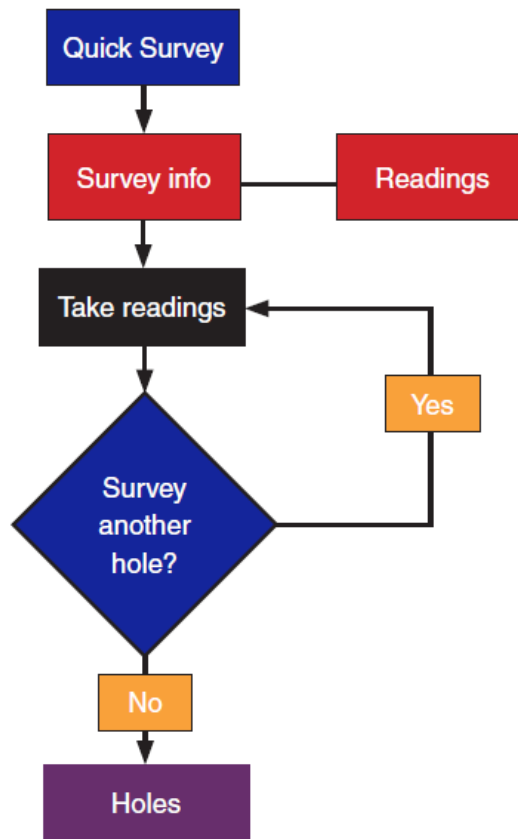 Quick Survey
Survey info
Readings
Take readings
Yes
Survey
another
hole?
No
Holes